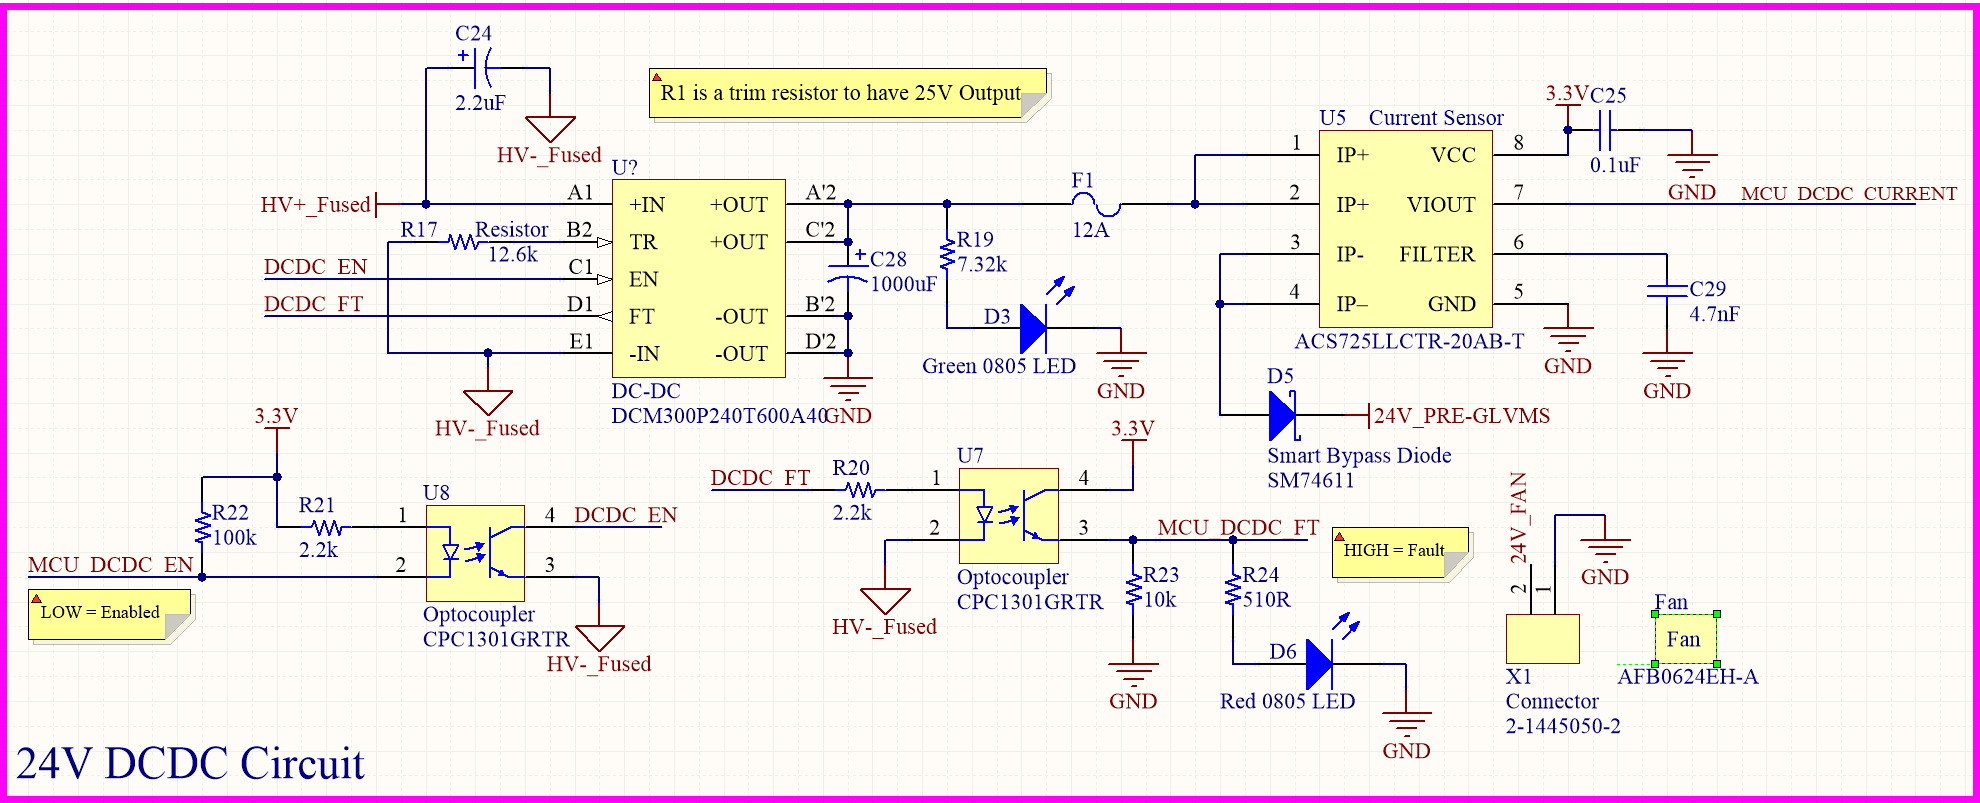 C24
+
2.2uF
HV-_Fused
R1 is a trim resistor to have 25V Output
U?
HV+_Fused
A1
+IN
+OUT
A'2
R17
Resistor
12.6k
B2
TR
+OUT
C'2
DCDC_EN
C1
EN
DCDC_FT
D1
FT
-OUT
B'2
E1
-IN
-OUT
D'2
DC-DC
DCM300P240T600A40
HV-_Fused
+
C28
1000uF
GND
R19
7.32k
D3
Green 0805 LED
GND
F1
12A
U5
Current Sensor
1
IP+
VCC
8
2
IP+
VIOUT
7
3
IP-
FILTER
6
4
IP–
GND
5
ACS725LLCTR-20AB-T
3.3V
C25
0.1uF
GND
MCU_DCDC_CURRENT
C29
4.7nF
GND
GND
D5
24V_PRE-GLVMS
Smart Bypass Diode
SM74611
3.3V
R22
100k
R21
2.2k
MCU_DCDC_EN
LOW = Enabled
U8
1
4
DCDC_EN
2
3
Optocoupler
CPC1301GRTR
HV-_Fused
DCDC_FT
R20
2.2k
U7
1
4
3.3V
2
3
MCU_DCDC_FT
HIGH = Fault
Optocoupler
CPC1301GRTR
HV-_Fused
R23
10k
GND
R24
510R
D6
Red 0805 LED
GND
24V_FAN
2
1
GND
X1
Connector
2-1445050-2
Fan
Fan
AFB0624EH-A
24V DCDC Circuit